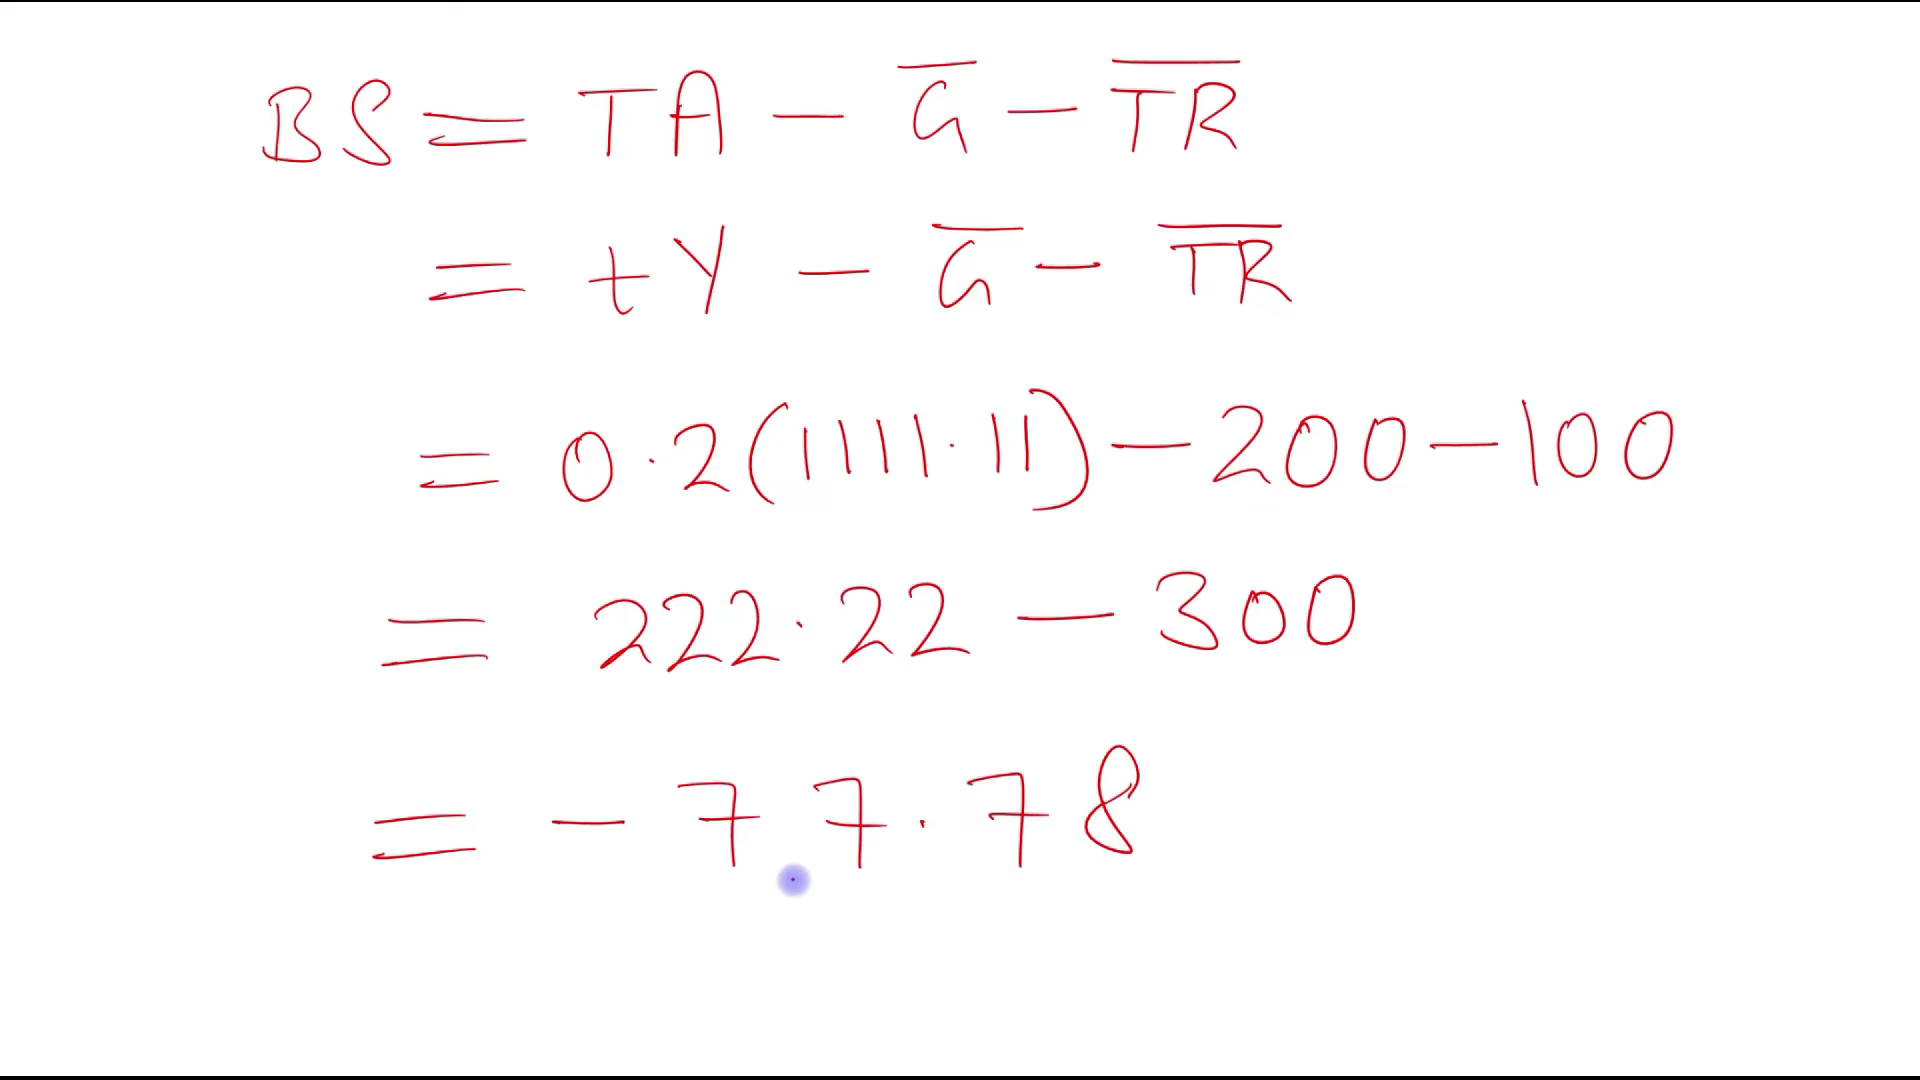 BS = TA - G̅ - T̅R̅
= tY - G̅ - T̅R̅
= 0.2(1111.11) - 200 - 100
= 222.22 - 300
= -77.78